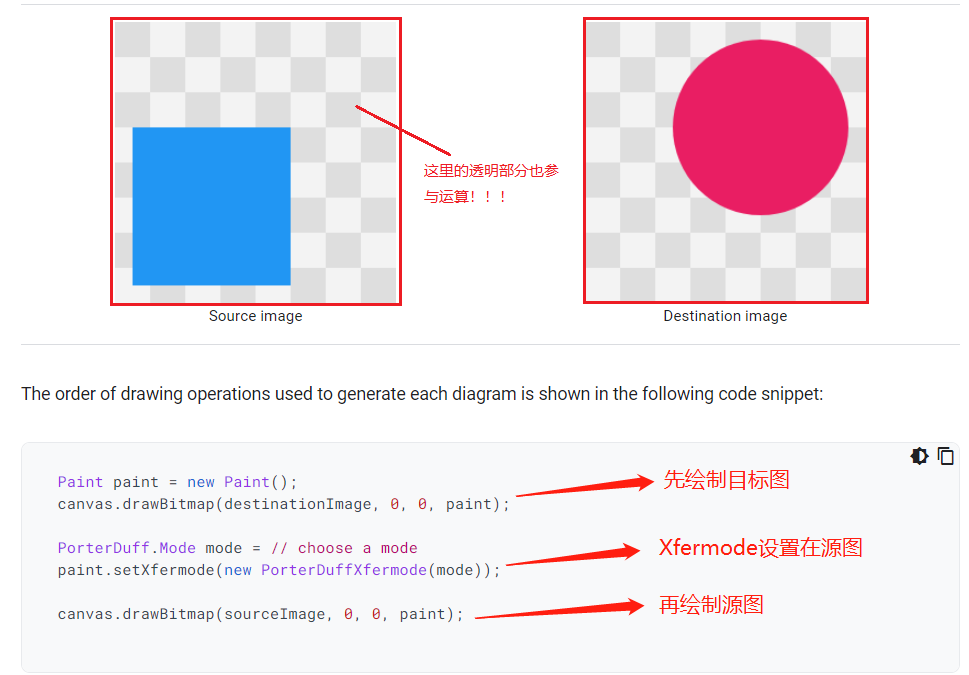 这里的透明部分也参
与运算！！！
Source image
Destination image
The order of drawing operations used to generate each diagram is shown in the following code snippet:
Paint paint = new Paint();
canvas.drawBitmap(destinationImage, 0, 0, paint);
先绘制目标图
PorterDuff.Mode mode = // choose a mode
paint.setXfermode(new PorterDuffXfermode(mode));
Xfermode设置在源图
canvas.drawBitmap(sourceImage, 0, 0, paint);
再绘制源图